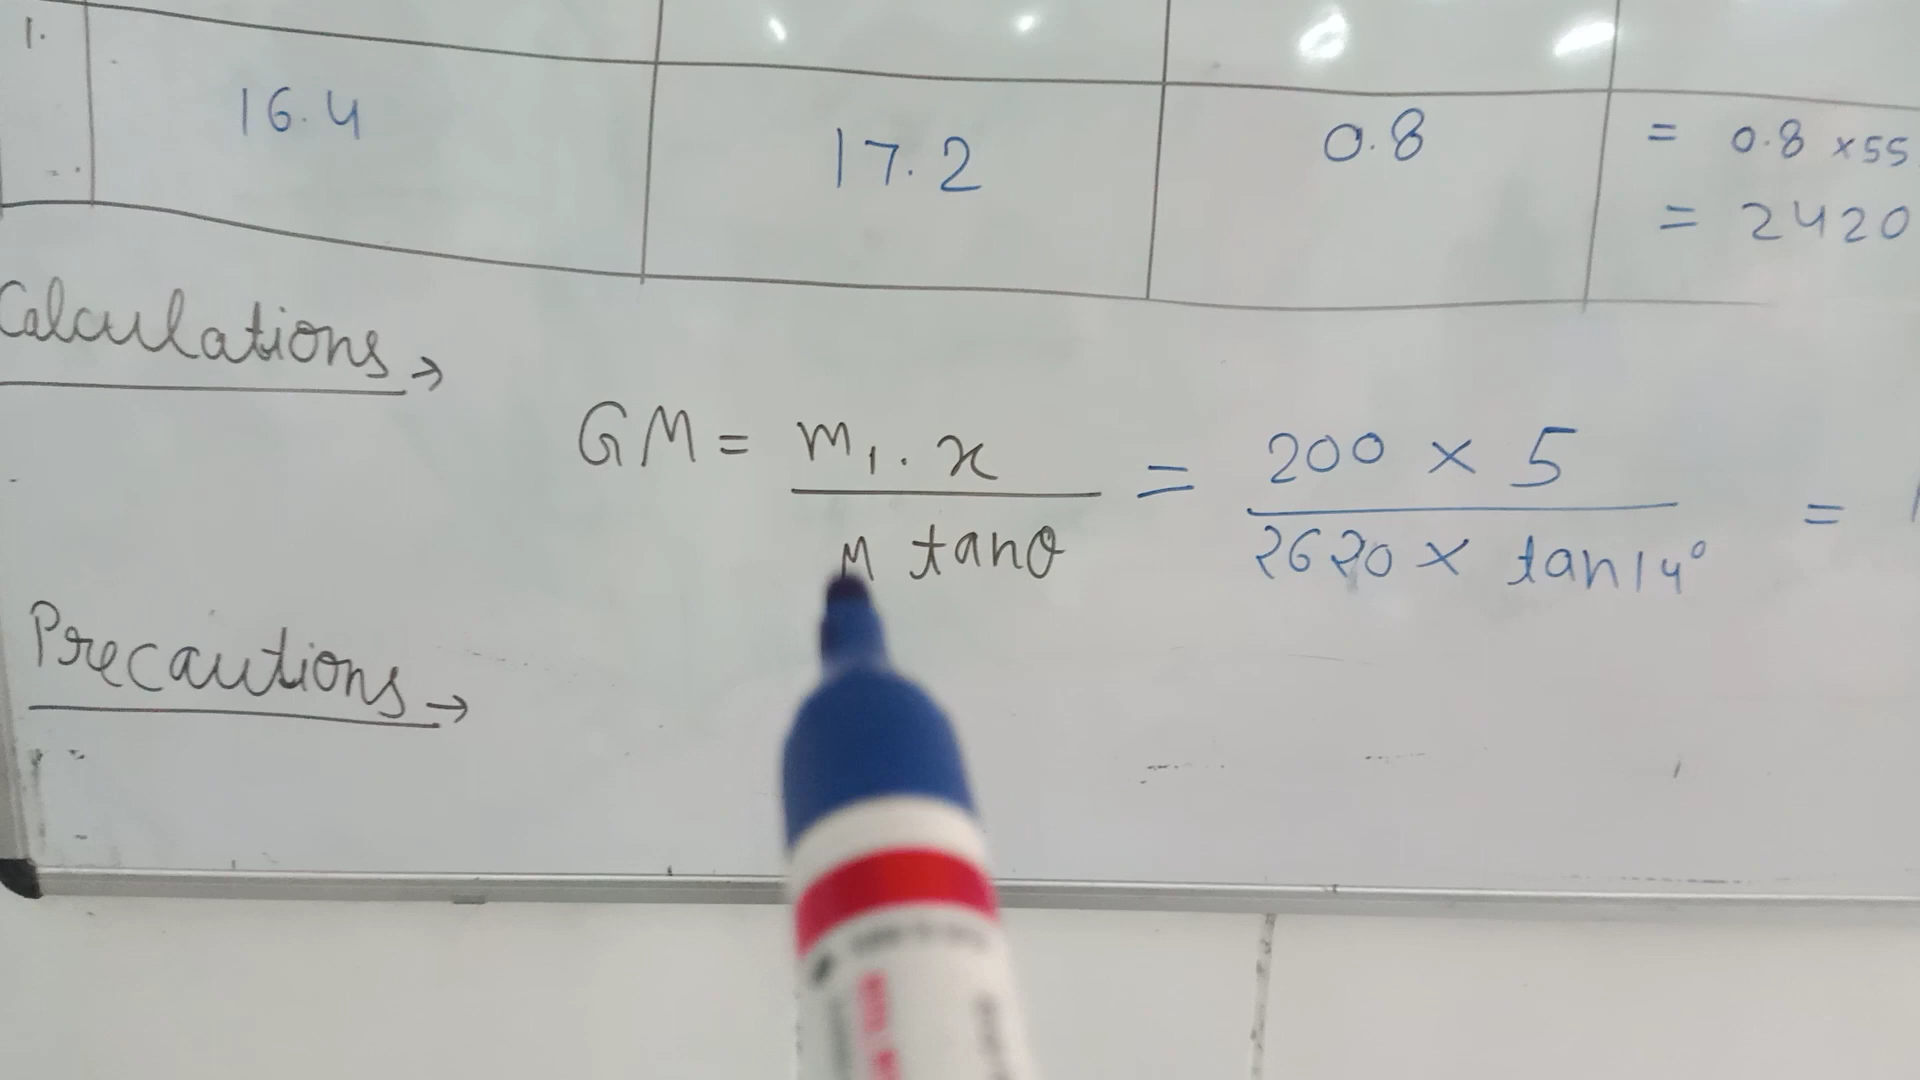 1.
16.4 17.2 0.8 = 0.8 × 55
= 2420
Calculations →
GM = m₁. x / M tanθ = 200 × 5 / 2620 × tan14° =
Precautions →